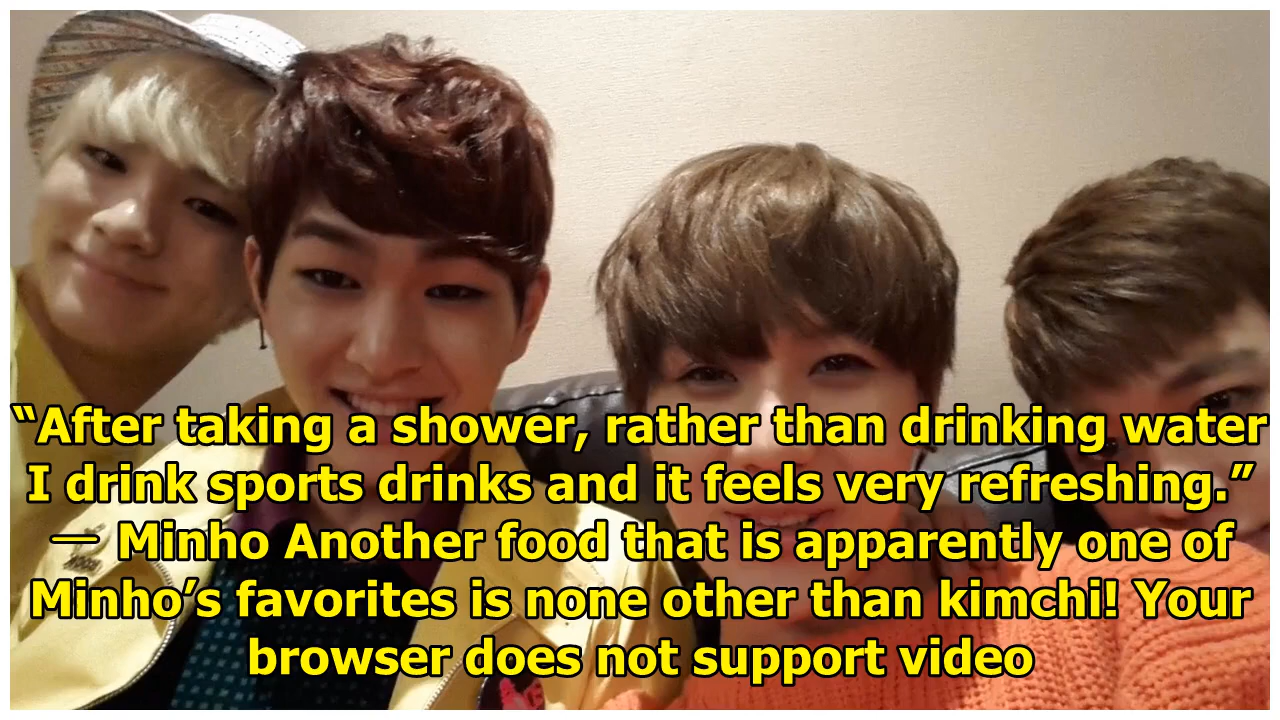 “After taking a shower, rather than drinking water
I drink sports drinks and it feels very refreshing.”
— Minho Another food that is apparently one of
Minho’s favorites is none other than kimchi! Your
browser does not support video